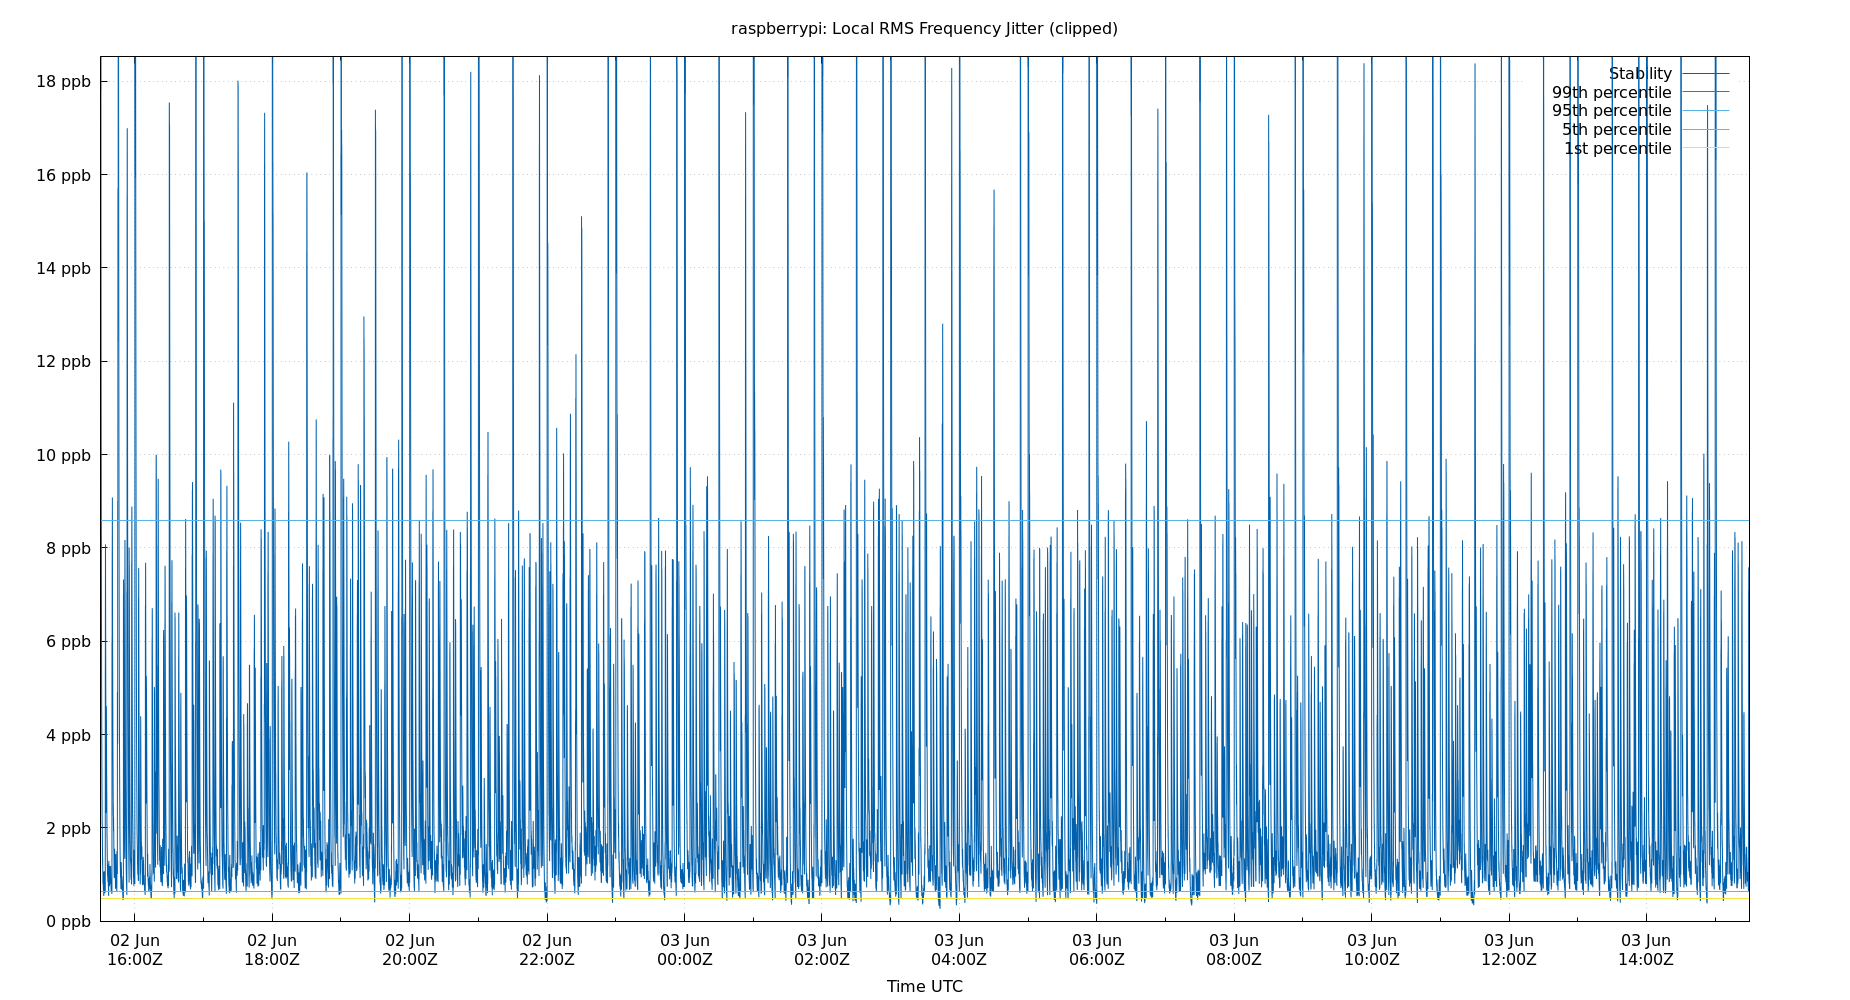 raspberrypi: Local RMS Frequency Jitter (clipped)
18 ppb
16 ppb
14 ppb
12 ppb
10 ppb
8 ppb
6 ppb
4 ppb
2 ppb
0 ppb
Stability
99th percentile
95th percentile
5th percentile
1st percentile
02 Jun 02 Jun 02 Jun 02 Jun 03 Jun 03 Jun 03 Jun 03 Jun 03 Jun 03 Jun 03 Jun 03 Jun
16:00Z 18:00Z 20:00Z 22:00Z 00:00Z 02:00Z 04:00Z 06:00Z 08:00Z 10:00Z 12:00Z 14:00Z
Time UTC